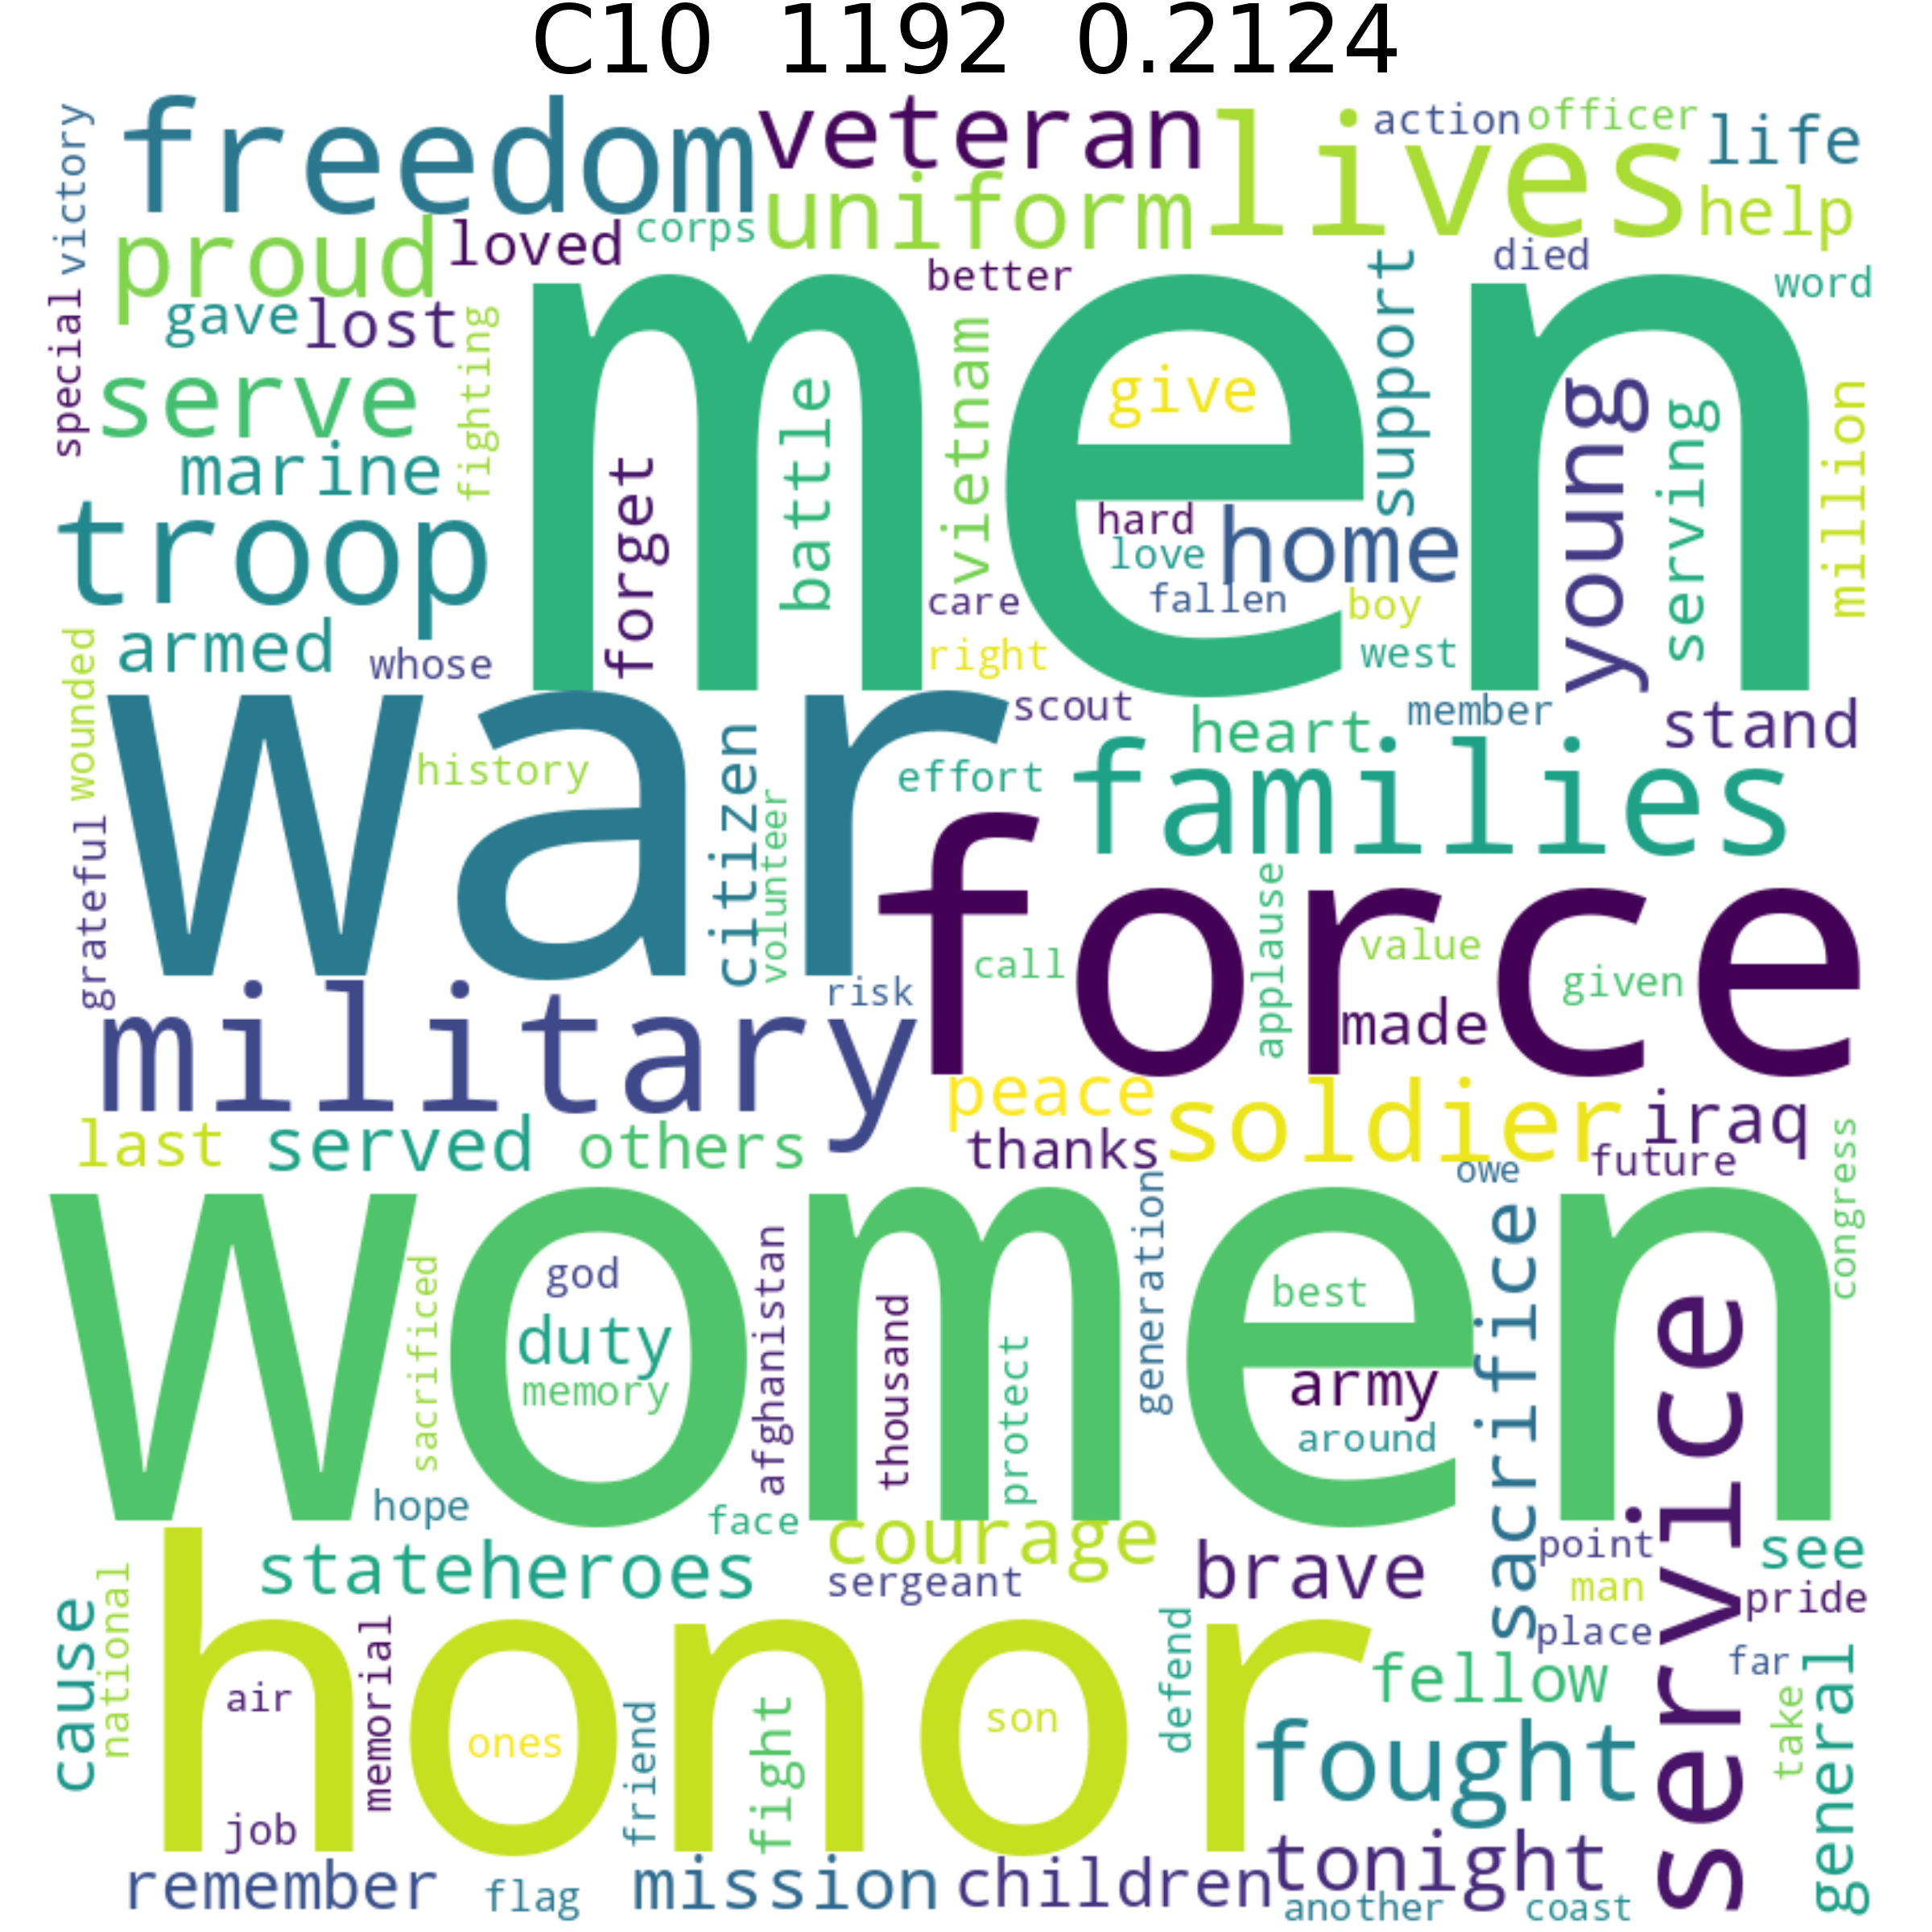 C10 1192 0.2124
victory
freedom
veteran
lives
action
officer
life
uniform
help
proud
loved
corps
died
better
support
word
special
gave
lost
fighting
men
vietnam
give
young
serving
million
serve
battle
marine
forget
troop
hard
love
home
care
fallen
boy
armed
whose
right
west
wounded
war
scout
member
heart
stand
history
citizen
effort
families
volunteer
grateful
force
applause
call
value
given
risk
military
made
peace
soldier
iraq
last
served
others
thanks
future
owe
congress
women
generation
sacrifice
god
sacrificed
afghanistan
best
duty
thousand
protect
service
memory
army
around
hope
face
courage
point
see
stateheroes
brave
sergeant
man
pride
cause
national
honor
place
memorial
defend
far
fellow
general
air
son
take
ones
friend
fight
fought
job
tonight
remember
flag
mission
children
another
coast